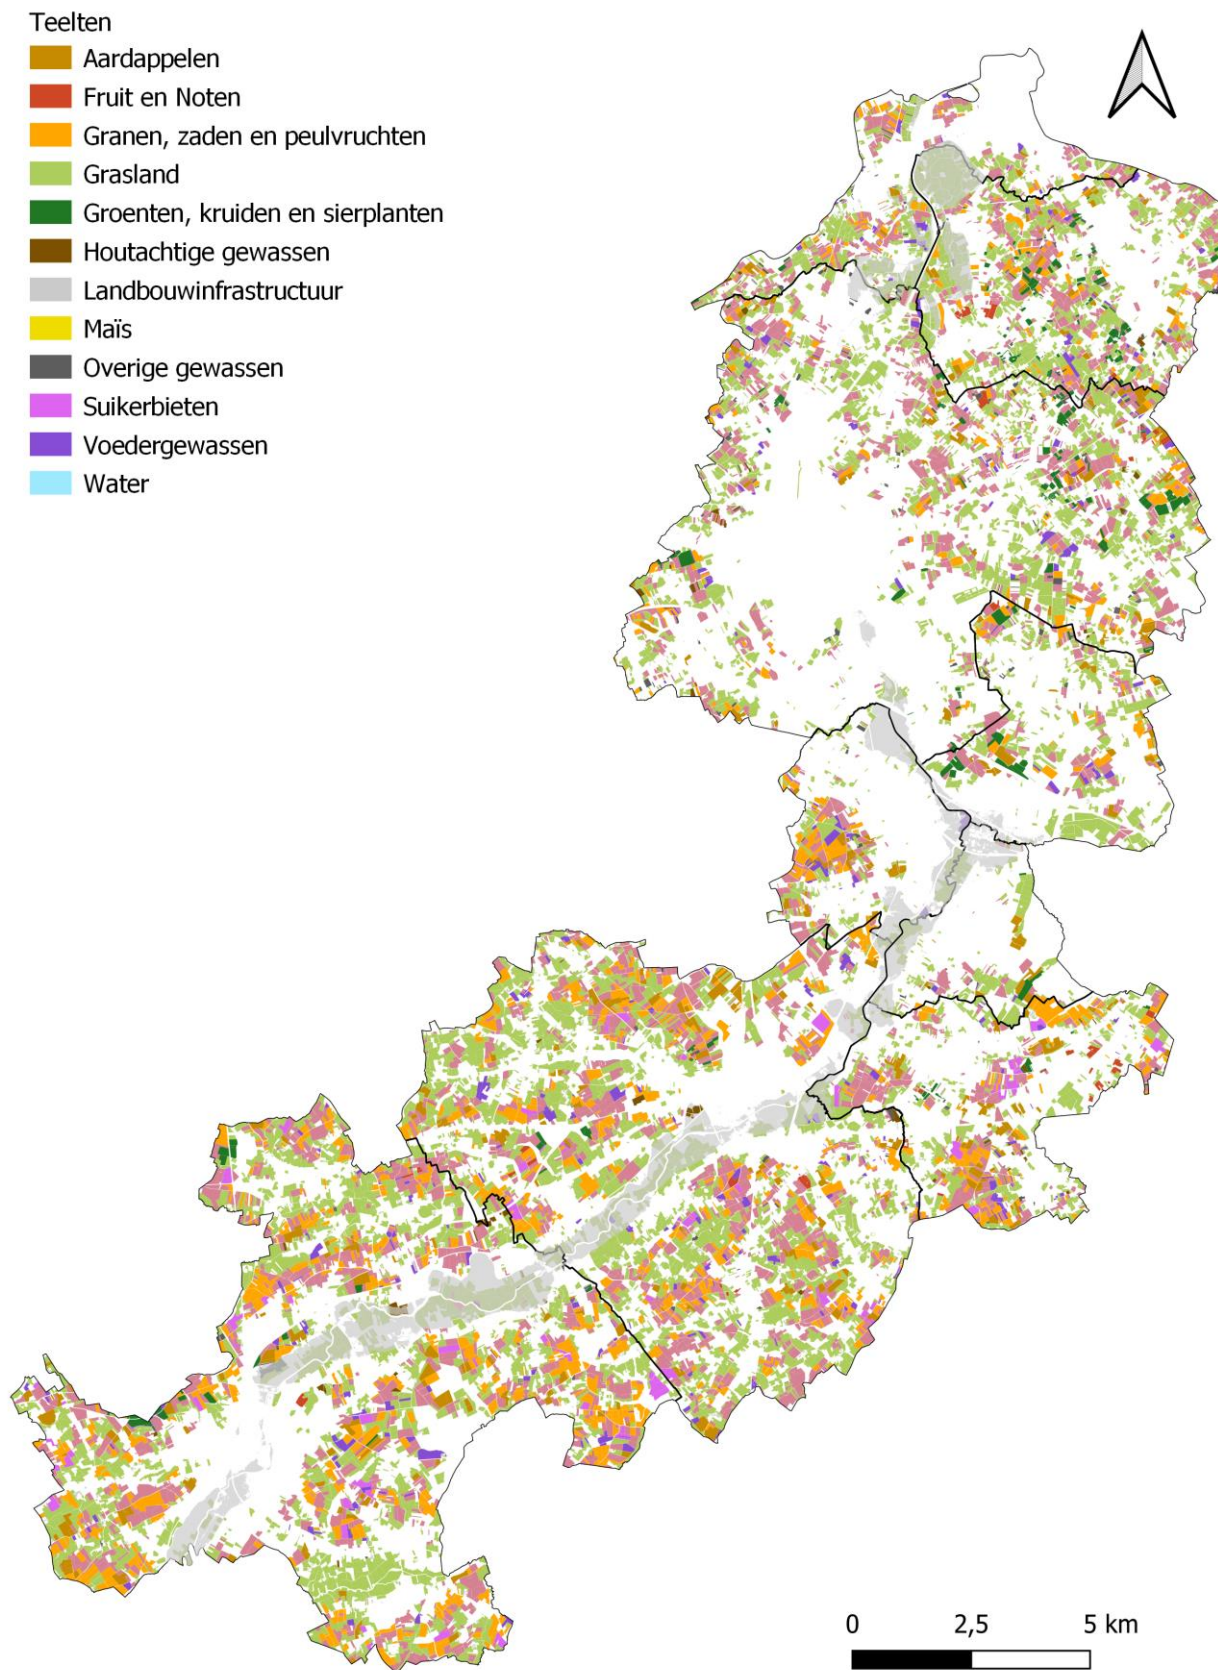 Teelten
Aardappelen
Fruit en Noten
Granen, zaden en peulvruchten
Grasland
Groenten, kruiden en sierplanten
Houtachtige gewassen
Landbouwinfrastructuur
Maïs
Overige gewassen
Suikerbieten
Voedergewassen
Water
0 2,5 5 km